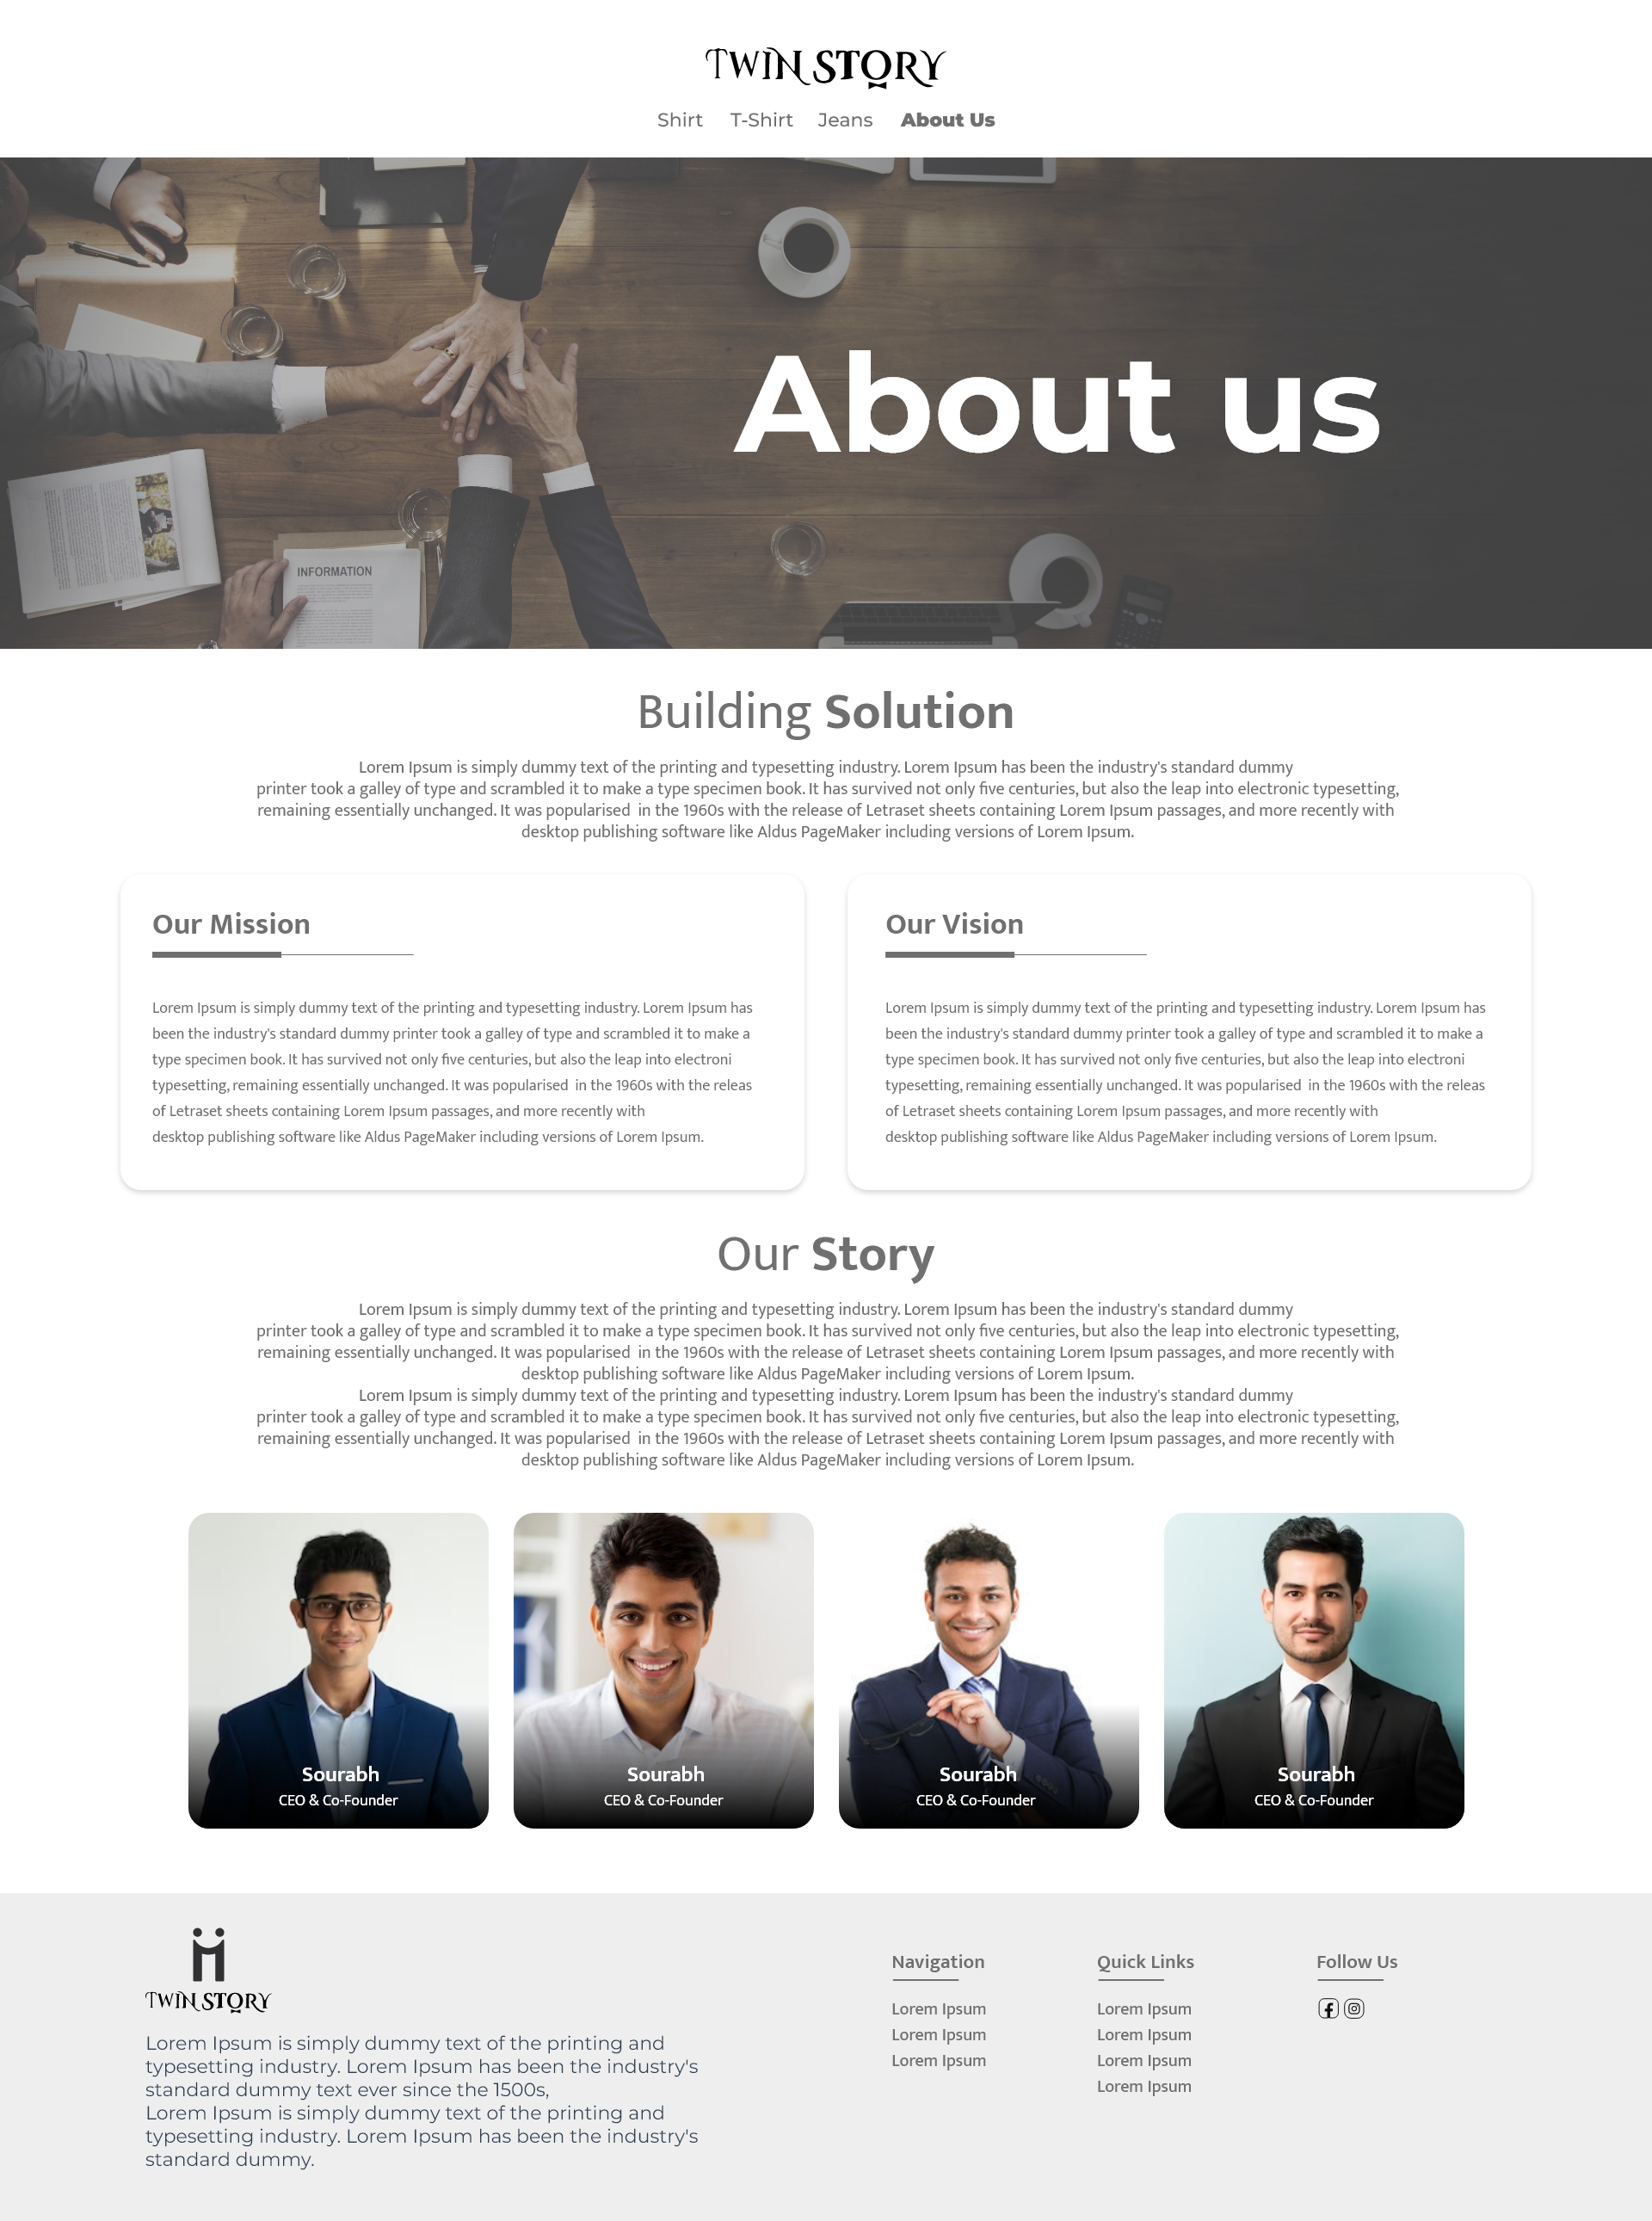 TWIN STORY
Shirt T-Shirt Jeans About Us
About us
INFORMATION
Building Solution
Lorem Ipsum is simply dummy text of the printing and typesetting industry. Lorem Ipsum has been the industry's standard dummy
printer took a galley of type and scrambled it to make a type specimen book. It has survived not only five centuries, but also the leap into electronic typesetting,
remaining essentially unchanged. It was popularised in the 1960s with the release of Letraset sheets containing Lorem Ipsum passages, and more recently with
desktop publishing software like Aldus PageMaker including versions of Lorem Ipsum.
Our Mission
Lorem Ipsum is simply dummy text of the printing and typesetting industry. Lorem Ipsum has
been the industry's standard dummy printer took a galley of type and scrambled it to make a
type specimen book. It has survived not only five centuries, but also the leap into electroni
typesetting, remaining essentially unchanged. It was popularised in the 1960s with the releas
of Letraset sheets containing Lorem Ipsum passages, and more recently with
desktop publishing software like Aldus PageMaker including versions of Lorem Ipsum.
Our Vision
Lorem Ipsum is simply dummy text of the printing and typesetting industry. Lorem Ipsum has
been the industry's standard dummy printer took a galley of type and scrambled it to make a
type specimen book. It has survived not only five centuries, but also the leap into electroni
typesetting, remaining essentially unchanged. It was popularised in the 1960s with the releas
of Letraset sheets containing Lorem Ipsum passages, and more recently with
desktop publishing software like Aldus PageMaker including versions of Lorem Ipsum.
Our Story
Lorem Ipsum is simply dummy text of the printing and typesetting industry. Lorem Ipsum has been the industry's standard dummy
printer took a galley of type and scrambled it to make a type specimen book. It has survived not only five centuries, but also the leap into electronic typesetting,
remaining essentially unchanged. It was popularised in the 1960s with the release of Letraset sheets containing Lorem Ipsum passages, and more recently with
desktop publishing software like Aldus PageMaker including versions of Lorem Ipsum.
Lorem Ipsum is simply dummy text of the printing and typesetting industry. Lorem Ipsum has been the industry's standard dummy
printer took a galley of type and scrambled it to make a type specimen book. It has survived not only five centuries, but also the leap into electronic typesetting,
remaining essentially unchanged. It was popularised in the 1960s with the release of Letraset sheets containing Lorem Ipsum passages, and more recently with
desktop publishing software like Aldus PageMaker including versions of Lorem Ipsum.
Sourabh
CEO & Co-Founder
Sourabh
CEO & Co-Founder
Sourabh
CEO & Co-Founder
Sourabh
CEO & Co-Founder
TWIN STORY
Lorem Ipsum is simply dummy text of the printing and
typesetting industry. Lorem Ipsum has been the industry's
standard dummy text ever since the 1500s,
Lorem Ipsum is simply dummy text of the printing and
typesetting industry. Lorem Ipsum has been the industry's
standard dummy.
Navigation
Lorem Ipsum
Lorem Ipsum
Lorem Ipsum
Quick Links
Lorem Ipsum
Lorem Ipsum
Lorem Ipsum
Lorem Ipsum
Follow Us